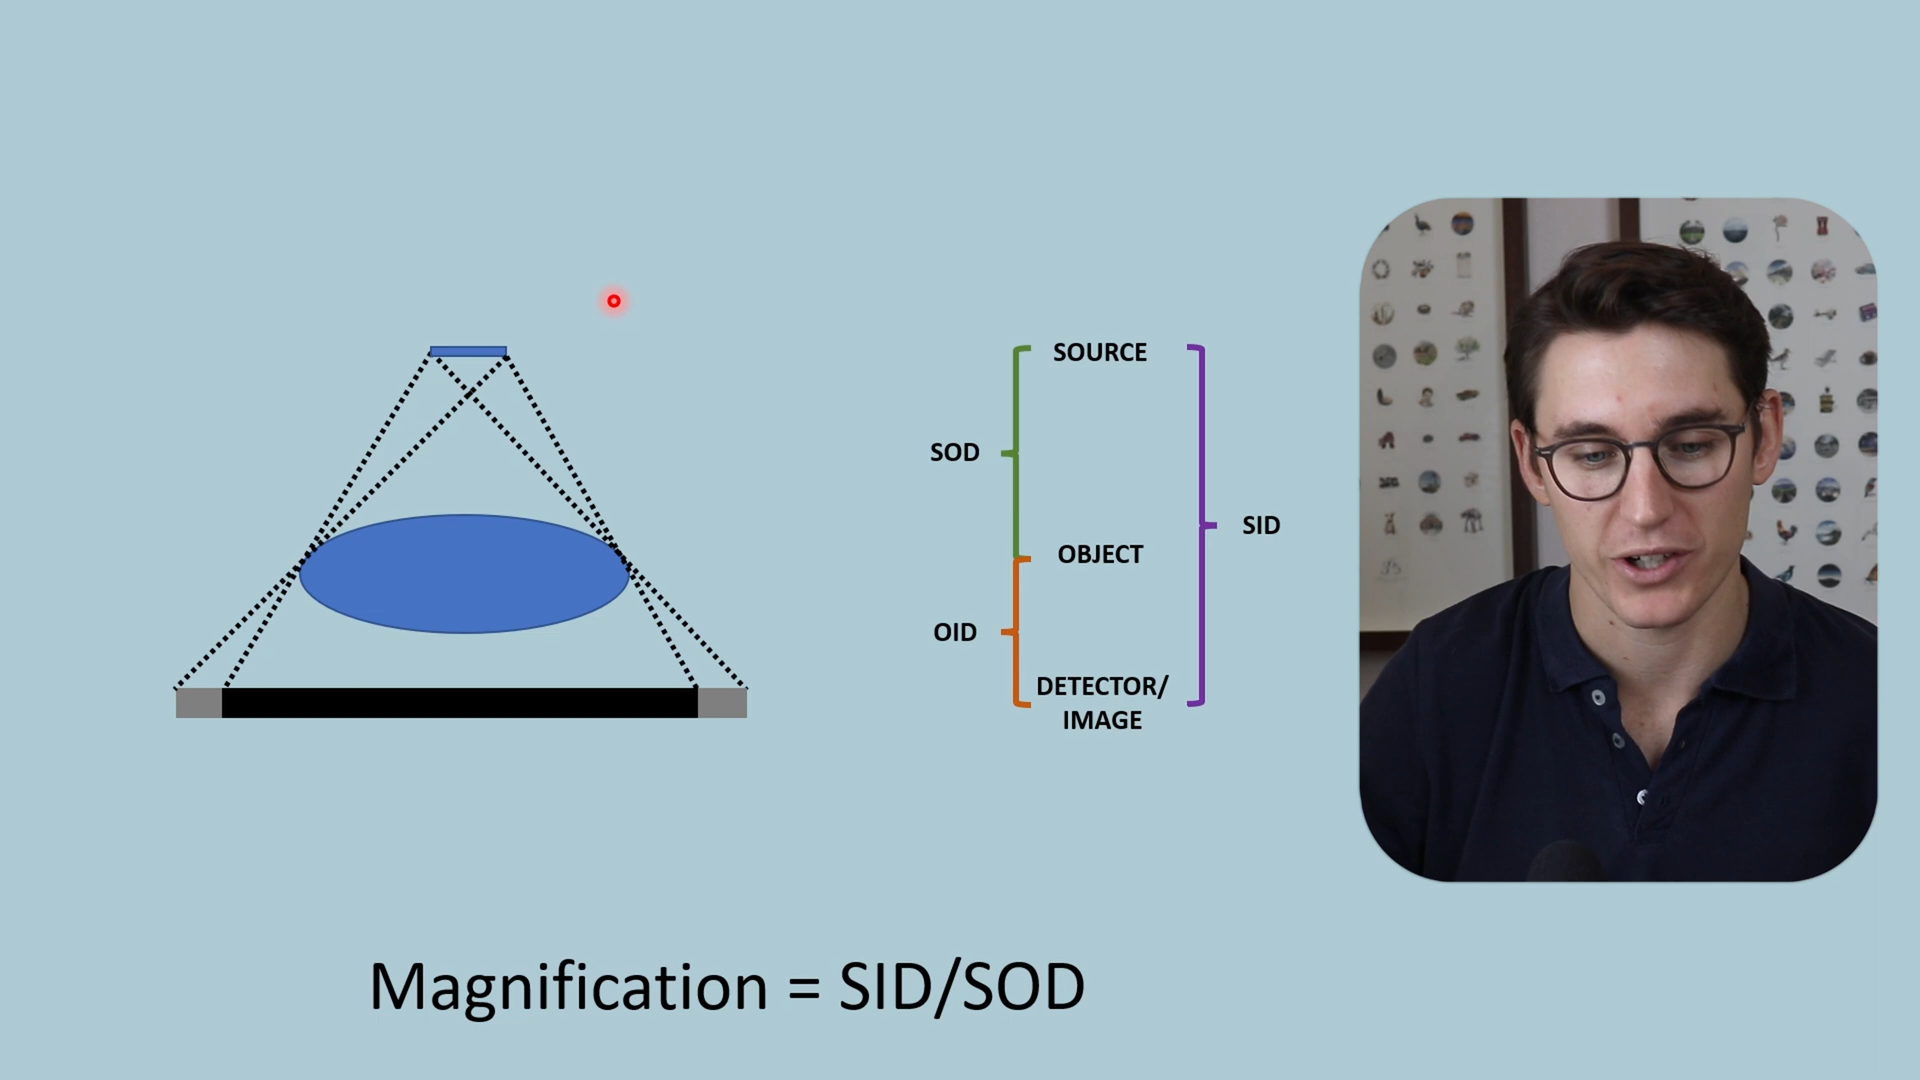 SOURCE
SOD
SID
OBJECT
OID
DETECTOR/
IMAGE
Magnification = SID/SOD